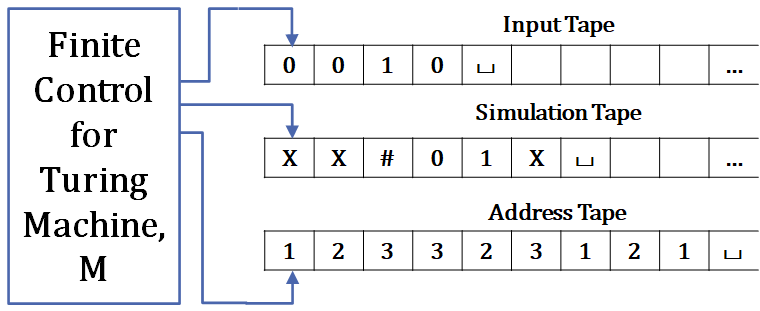 Finite
Control
for
Turing
Machine,
M
Input Tape
0 0 1 0 ␣ ...
Simulation Tape
X X # 0 1 X ␣ ...
Address Tape
1 2 3 3 2 3 1 2 1 ␣